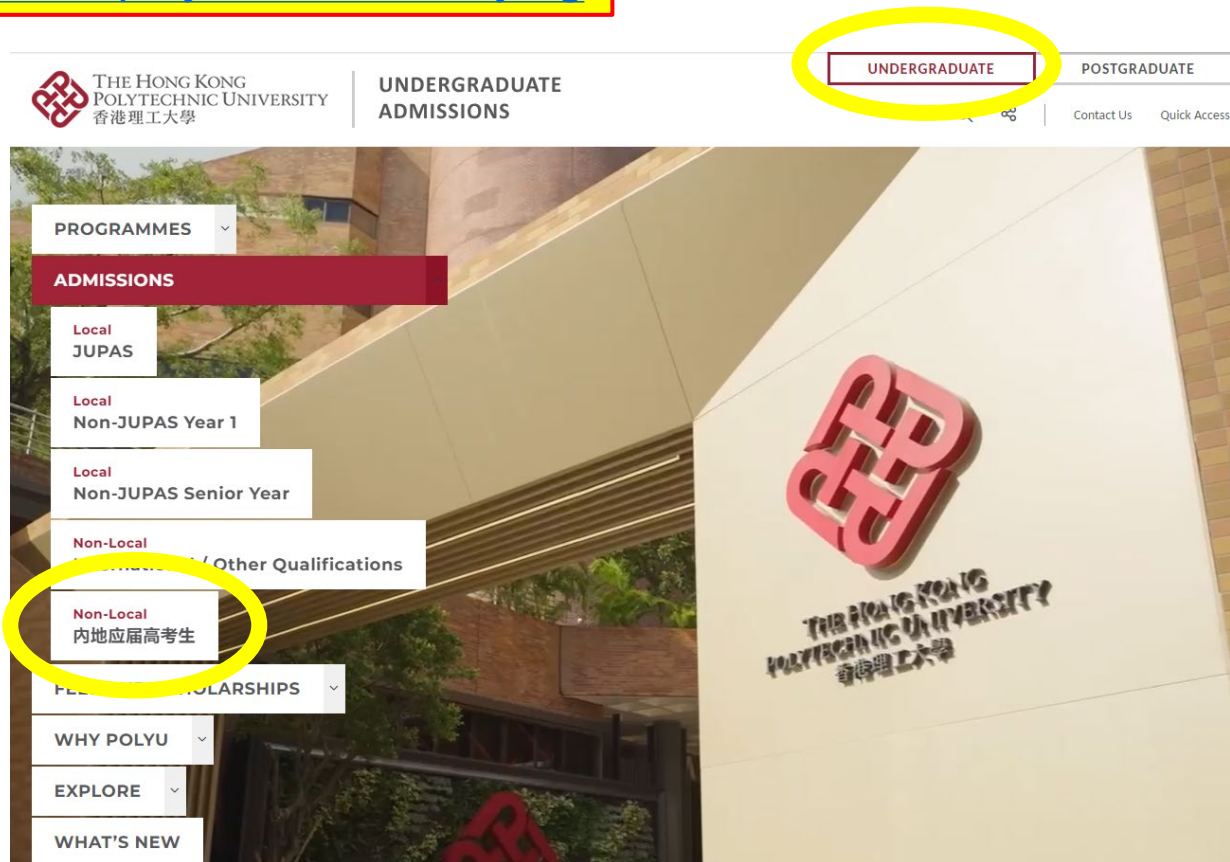 UNDERGRADUATE
POSTGRADUATE
THE HONG KONG
POLYTECHNIC UNIVERSITY
香港理工大學
UNDERGRADUATE
ADMISSIONS
Contact Us
Quick Access
PROGRAMMES
ADMISSIONS
Local
JUPAS
Local
Non-JUPAS Year 1
Local
Non-JUPAS Senior Year
Non-Local
/ Other Qualifications
Non-Local
内地应届高考生
WHY POLYU
EXPLORE
WHAT'S NEW
THE HONG KONG
POLYTECHNIC UNIVERSITY
香港理工大學